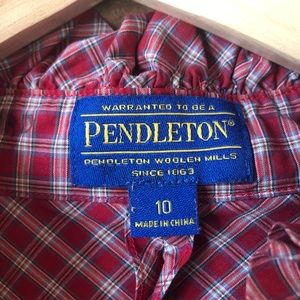 WARRANTED TO BE A
PENDLETON®
PENDLETON WOOLEN MILLS
SINCE 1863
10
MADE IN CHINA